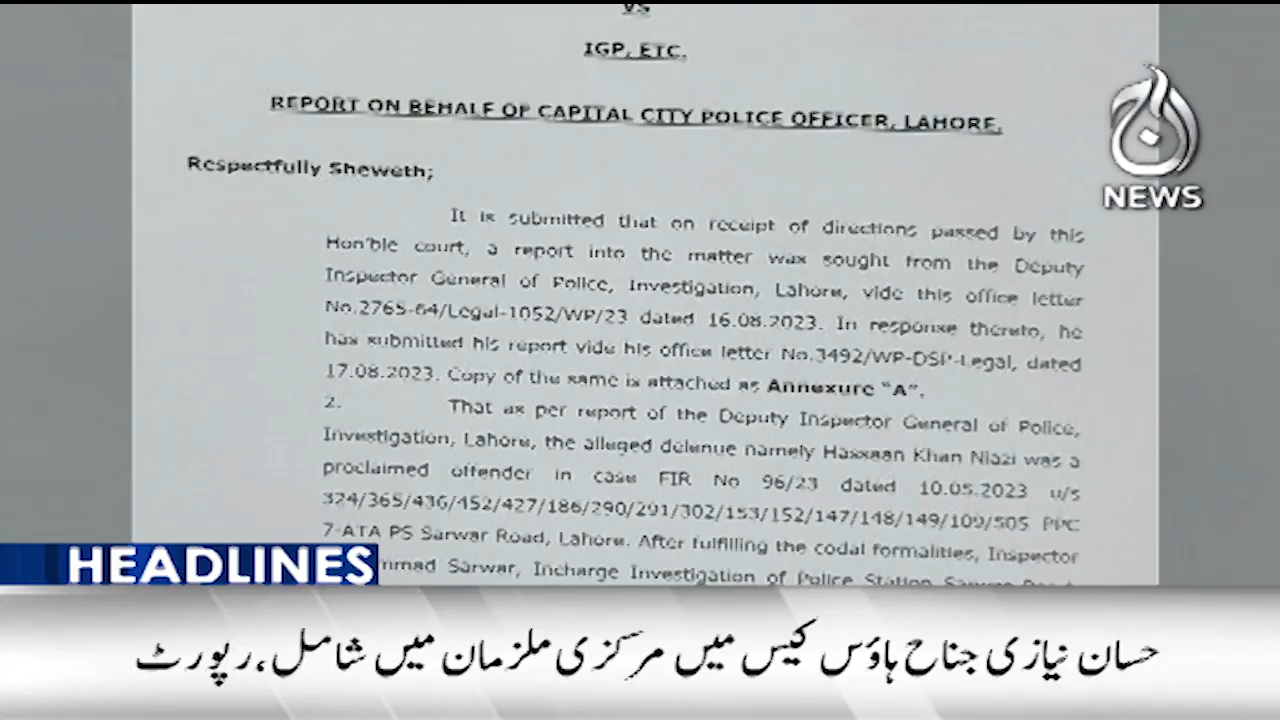 VS
IGP, ETC.
REPORT ON BEHALF OF CAPITAL CITY POLICE OFFICER, LAHORE.
Respectfully Sheweth;
It is submitted that on receipt of directions passed by this
Hon'ble court, a report into the matter was sought from the Deputy
Inspector General of Police, Investigation, Lahore, vide this office letter
No.2765-64/Legal-1052/WP/23 dated 16.08.2023. In response thereto, he
has submitted his report vide his office letter No.3492/WP-DSP-Legal, dated
17.08.2023. Copy of the same is attached as Annexure "A".
2. That as per report of the Deputy Inspector General of Police,
Investigation, Lahore, the alleged detenue namely Hassaan Khan Niazi was a
proclaimed offender in case FIR No 96/23 dated 10.05.2023 u/s
324/365/436/452/427/186/290/291/302/153/152/147/148/149/109/505 PPC
7-ATA PS Sarwar Road, Lahore. After fulfilling the codal formalities, Inspector
mmad Sarwar, Incharge Investigation of Police Station Sarwar Road,
آج
NEWS
HEADLINES
حسان نیازی جناح ہاؤس کیس میں مرکزی ملزمان میں شامل، رپورٹ